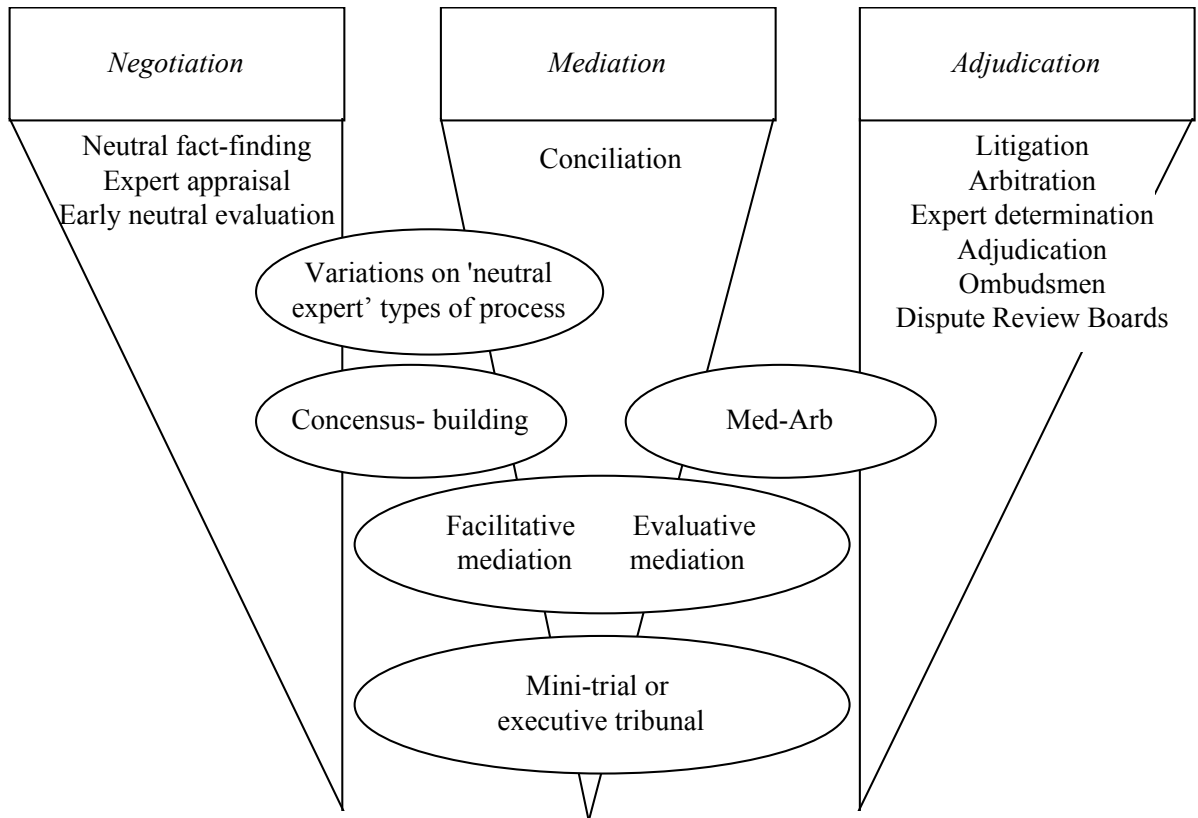 Negotiation
Mediation
Adjudication
Neutral fact-finding
Expert appraisal
Early neutral evaluation
Conciliation
Litigation
Arbitration
Expert determination
Adjudication
Ombudsmen
Dispute Review Boards
Variations on 'neutral
expert’ types of process
Concensus- building
Med-Arb
Facilitative
mediation
Evaluative
mediation
Mini-trial or
executive tribunal